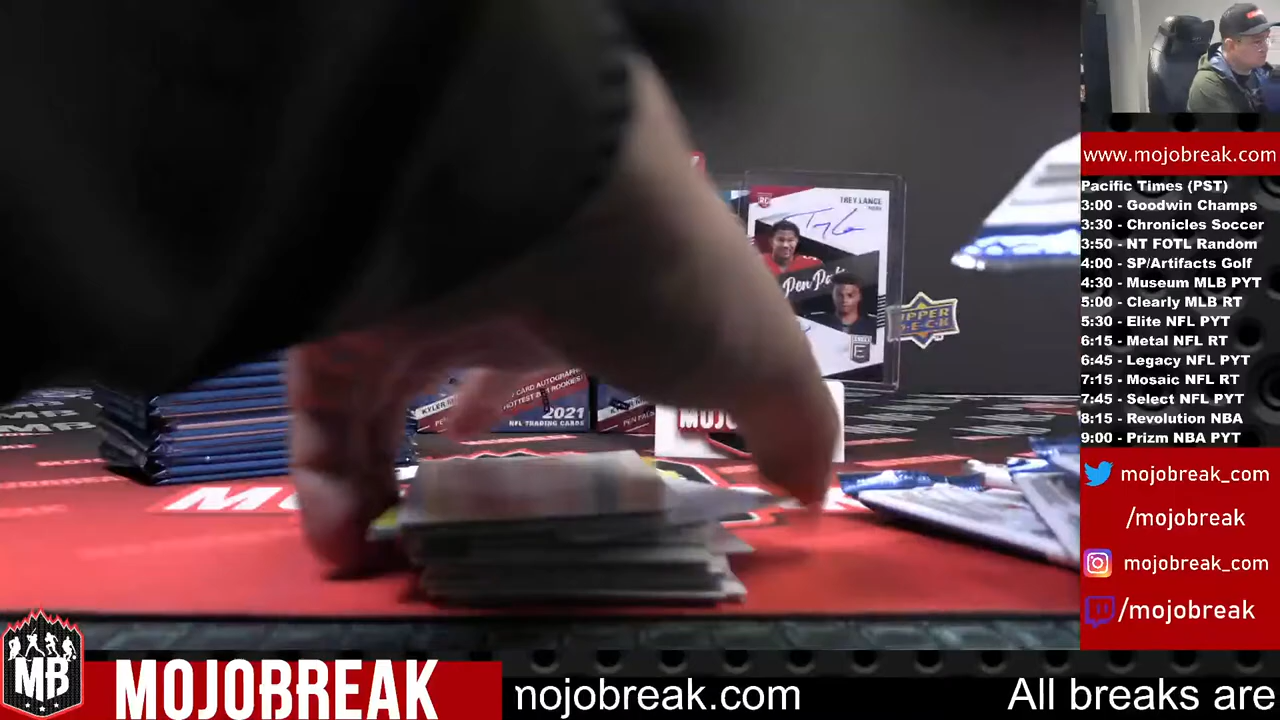 www.mojobreak.com
Pacific Times (PST)
3:00 - Goodwin Champs
3:30 - Chronicles Soccer
3:50 - NT FOTL Random
4:00 - SP/Artifacts Golf
4:30 - Museum MLB PYT
5:00 - Clearly MLB RT
5:30 - Elite NFL PYT
6:15 - Metal NFL RT
6:45 - Legacy NFL PYT
7:15 - Mosaic NFL RT
7:45 - Select NFL PYT
8:15 - Revolution NBA
9:00 - Prizm NBA PYT
mojobreak_com
/mojobreak
mojobreak_com
/mojobreak
RC
TREY LANCE
Pen Pals
E
UPPER
DECK
2021
NFL TRADING CARDS
MB
MOJOBREAK
nojobreak.com
All breaks are